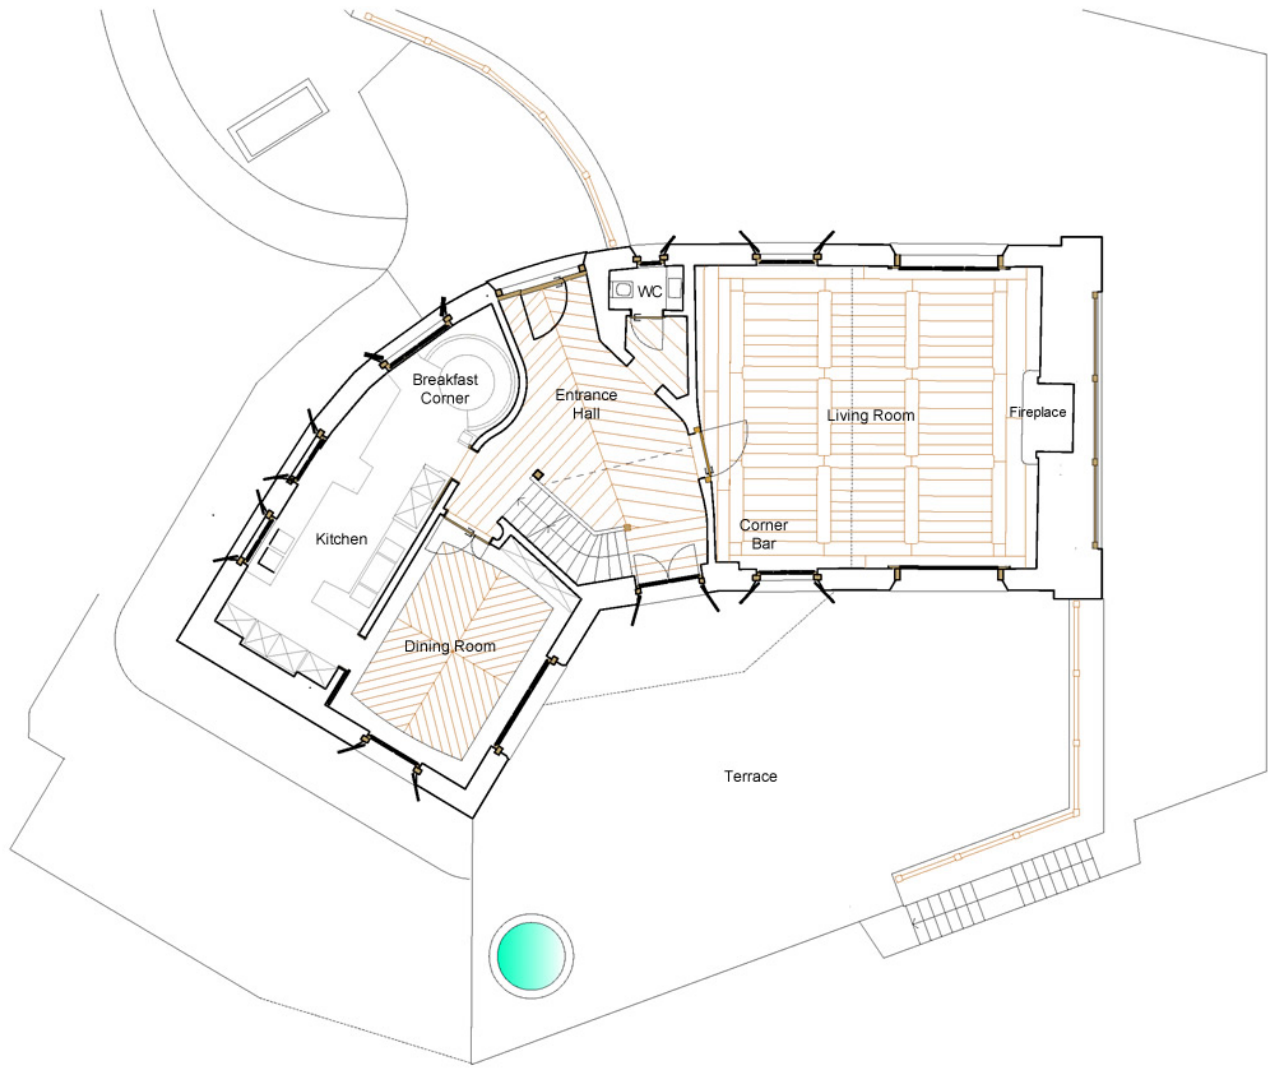 WC
Breakfast
Corner
Entrance
Hall
Living Room
Fireplace
Corner
Bar
Kitchen
Dining Room
Terrace